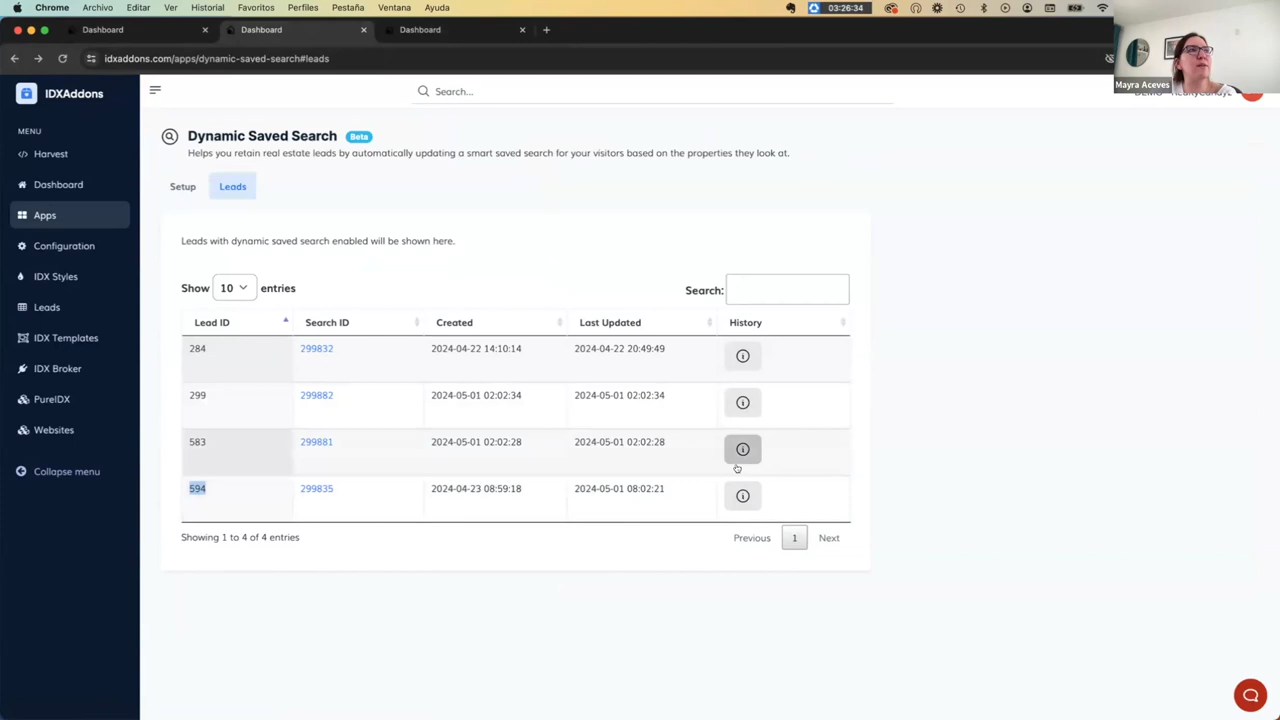 Chrome Archivo Editar Ver Historial Favoritos Perfiles Pestaña Ventana Ayuda 03:26:34
Dashboard Dashboard Dashboard
idxaddons.com/apps/dynamic-saved-search#leads
Mayra Aceves
IDXAddons
Search...
MENU
Harvest
Dashboard
Apps
Configuration
IDX Styles
Leads
IDX Templates
IDX Broker
PureIDX
Websites
Collapse menu
Dynamic Saved Search Beta
Helps you retain real estate leads by automatically updating a smart saved search for your visitors based on the properties they look at.
Setup Leads
Leads with dynamic saved search enabled will be shown here.
Show 10 entries Search:
Lead ID Search ID Created Last Updated History
284 299832 2024-04-22 14:10:14 2024-04-22 20:49:49
299 299882 2024-05-01 02:02:34 2024-05-01 02:02:34
583 299881 2024-05-01 02:02:28 2024-05-01 02:02:28
594 299835 2024-04-23 08:59:18 2024-05-01 08:02:21
Showing 1 to 4 of 4 entries Previous 1 Next